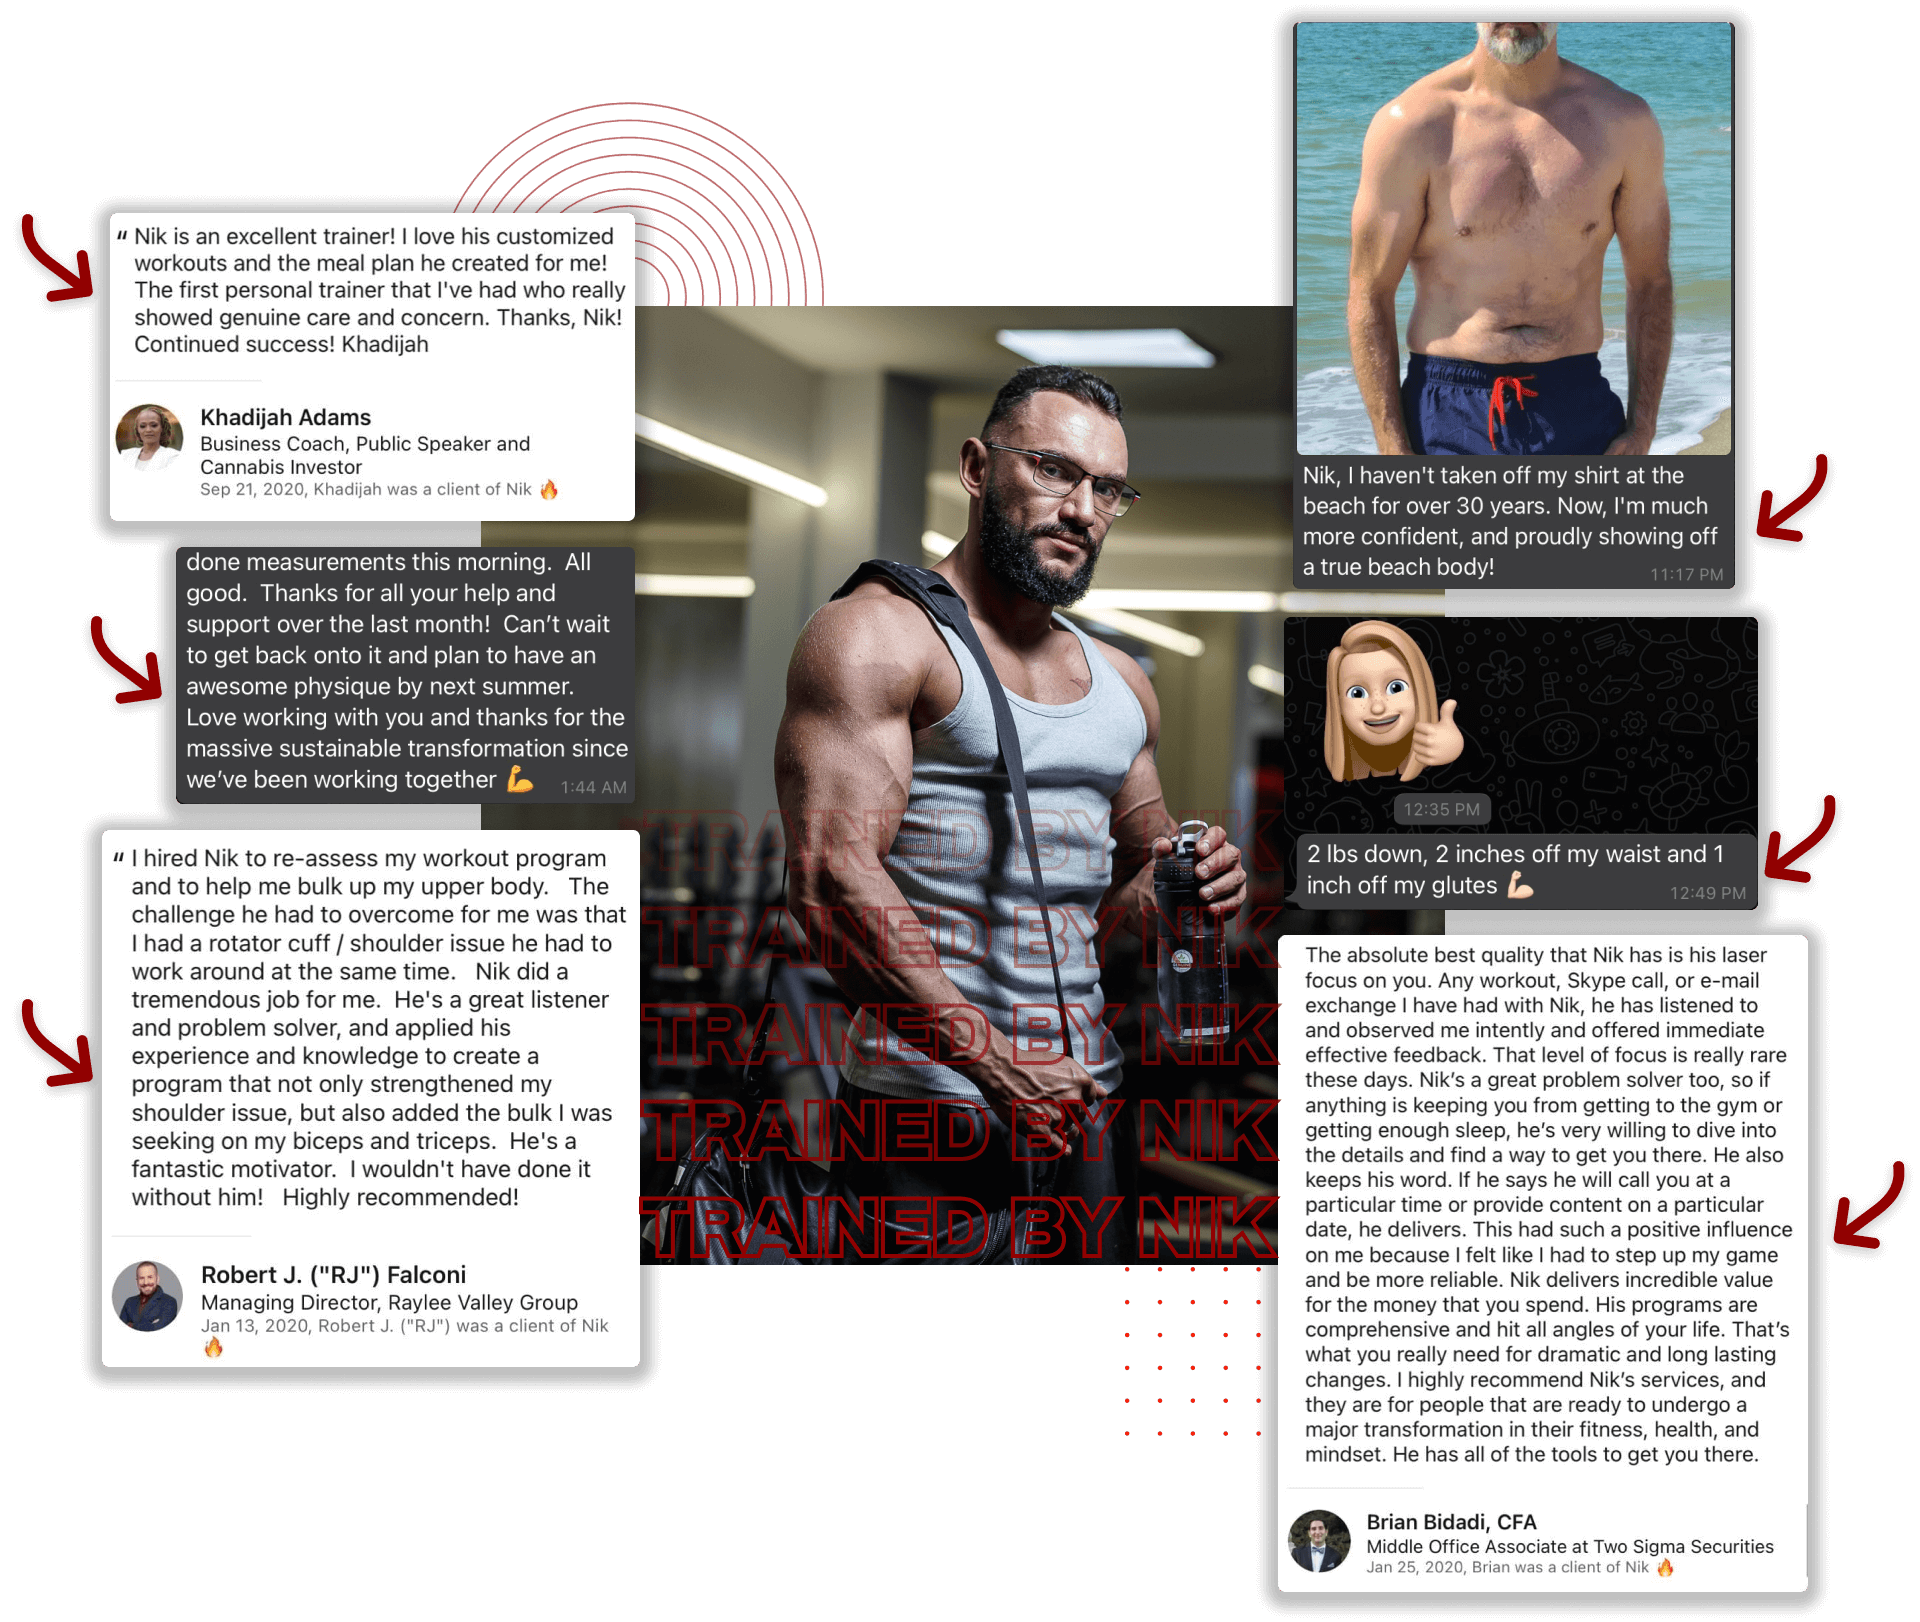 “ Nik is an excellent trainer! I love his customized
workouts and the meal plan he created for me!
The first personal trainer that I've had who really
showed genuine care and concern. Thanks, Nik!
Continued success! Khadijah
Khadijah Adams
Business Coach, Public Speaker and
Cannabis Investor
Sep 21, 2020, Khadijah was a client of Nik 🔥
done measurements this morning.  All
good.  Thanks for all your help and
support over the last month!  Can’t wait
to get back onto it and plan to have an
awesome physique by next summer.
Love working with you and thanks for the
massive sustainable transformation since
we’ve been working together 💪 1:44 AM
“ I hired Nik to re-assess my workout program
and to help me bulk up my upper body.   The
challenge he had to overcome for me was that
I had a rotator cuff / shoulder issue he had to
work around at the same time.   Nik did a
tremendous job for me.  He's a great listener
and problem solver, and applied his
experience and knowledge to create a
program that not only strengthened my
shoulder issue, but also added the bulk I was
seeking on my biceps and triceps.  He's a
fantastic motivator.  I wouldn't have done it
without him!   Highly recommended!
Robert J. ("RJ") Falconi
Managing Director, Raylee Valley Group
Jan 13, 2020, Robert J. ("RJ") was a client of Nik
🔥
TRAINED BY NIK
TRAINED BY NIK
TRAINED BY NIK
TRAINED BY NIK
TRAINED BY NIK
Nik, I haven't taken off my shirt at the
beach for over 30 years. Now, I'm much
more confident, and proudly showing off
a true beach body! 11:17 PM
12:35 PM
2 lbs down, 2 inches off my waist and 1
inch off my glutes 💪🏻 12:49 PM
The absolute best quality that Nik has is his laser
focus on you. Any workout, Skype call, or e-mail
exchange I have had with Nik, he has listened to
and observed me intently and offered immediate
effective feedback. That level of focus is really rare
these days. Nik’s a great problem solver too, so if
anything is keeping you from getting to the gym or
getting enough sleep, he’s very willing to dive into
the details and find a way to get you there. He also
keeps his word. If he says he will call you at a
particular time or provide content on a particular
date, he delivers. This had such a positive influence
on me because I felt like I had to step up my game
and be more reliable. Nik delivers incredible value
for the money that you spend. His programs are
comprehensive and hit all angles of your life. That’s
what you really need for dramatic and long lasting
changes. I highly recommend Nik’s services, and
they are for people that are ready to undergo a
major transformation in their fitness, health, and
mindset. He has all of the tools to get you there.
Brian Bidadi, CFA
Middle Office Associate at Two Sigma Securities
Jan 25, 2020, Brian was a client of Nik 🔥